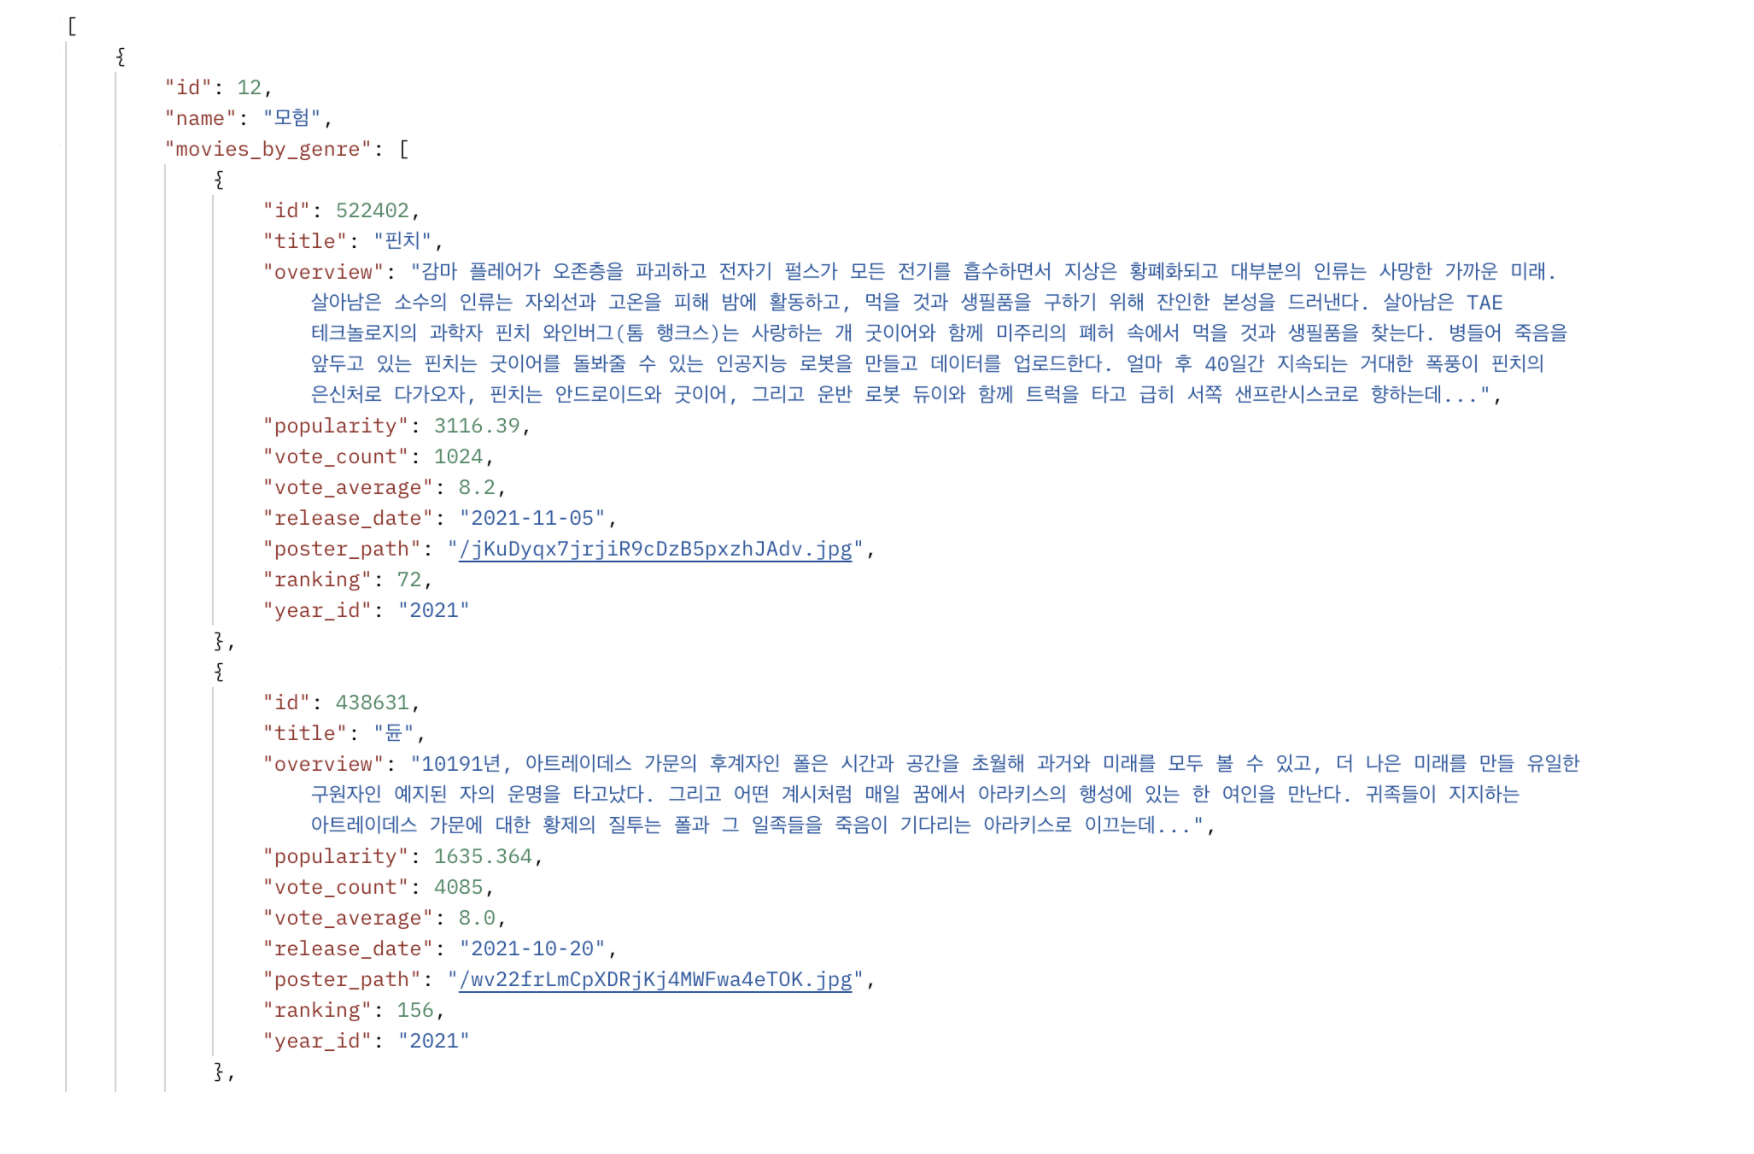 [
{
"id": 12,
"name": "모험",
"movies_by_genre": [
{
"id": 522402,
"title": "핀치",
"overview": "감마 플레어가 오존층을 파괴하고 전자기 펄스가 모든 전기를 흡수하면서 지상은 황폐화되고 대부분의 인류는 사망한 가까운 미래.
살아남은 소수의 인류는 자외선과 고온을 피해 밤에 활동하고, 먹을 것과 생필품을 구하기 위해 잔인한 본성을 드러낸다. 살아남은 TAE
테크놀로지의 과학자 핀치 와인버그(톰 행크스)는 사랑하는 개 굿이어와 함께 미주리의 폐허 속에서 먹을 것과 생필품을 찾는다. 병들어 죽음을
앞두고 있는 핀치는 굿이어를 돌봐줄 수 있는 인공지능 로봇을 만들고 데이터를 업로드한다. 얼마 후 40일간 지속되는 거대한 폭풍이 핀치의
은신처로 다가오자, 핀치는 안드로이드와 굿이어, 그리고 운반 로봇 듀이와 함께 트럭을 타고 급히 서쪽 샌프란시스코로 향하는데...",
"popularity": 3116.39,
"vote_count": 1024,
"vote_average": 8.2,
"release_date": "2021-11-05",
"poster_path": "/jKuDyqx7jrjiR9cDzB5pxzhJAdv.jpg",
"ranking": 72,
"year_id": "2021"
},
{
"id": 438631,
"title": "듄",
"overview": "10191년, 아트레이데스 가문의 후계자인 폴은 시간과 공간을 초월해 과거와 미래를 모두 볼 수 있고, 더 나은 미래를 만들 유일한
구원자인 예지된 자의 운명을 타고났다. 그리고 어떤 계시처럼 매일 꿈에서 아라키스의 행성에 있는 한 여인을 만난다. 귀족들이 지지하는
아트레이데스 가문에 대한 황제의 질투는 폴과 그 일족들을 죽음이 기다리는 아라키스로 이끄는데...",
"popularity": 1635.364,
"vote_count": 4085,
"vote_average": 8.0,
"release_date": "2021-10-20",
"poster_path": "/wv22frLmCpXDRjKj4MWFwa4eTOK.jpg",
"ranking": 156,
"year_id": "2021"
},